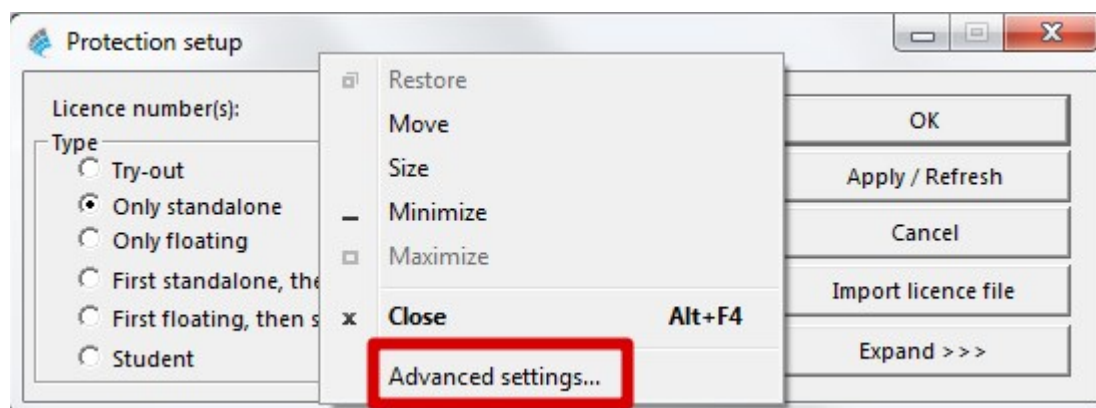 Protection setup
Licence number(s):
Type
Try-out
Only standalone
Only floating
First standalone, the
First floating, then s
Student
Restore
Move
Size
Minimize
Maximize
Close Alt+F4
Advanced settings...
OK
Apply / Refresh
Cancel
Import licence file
Expand >>>